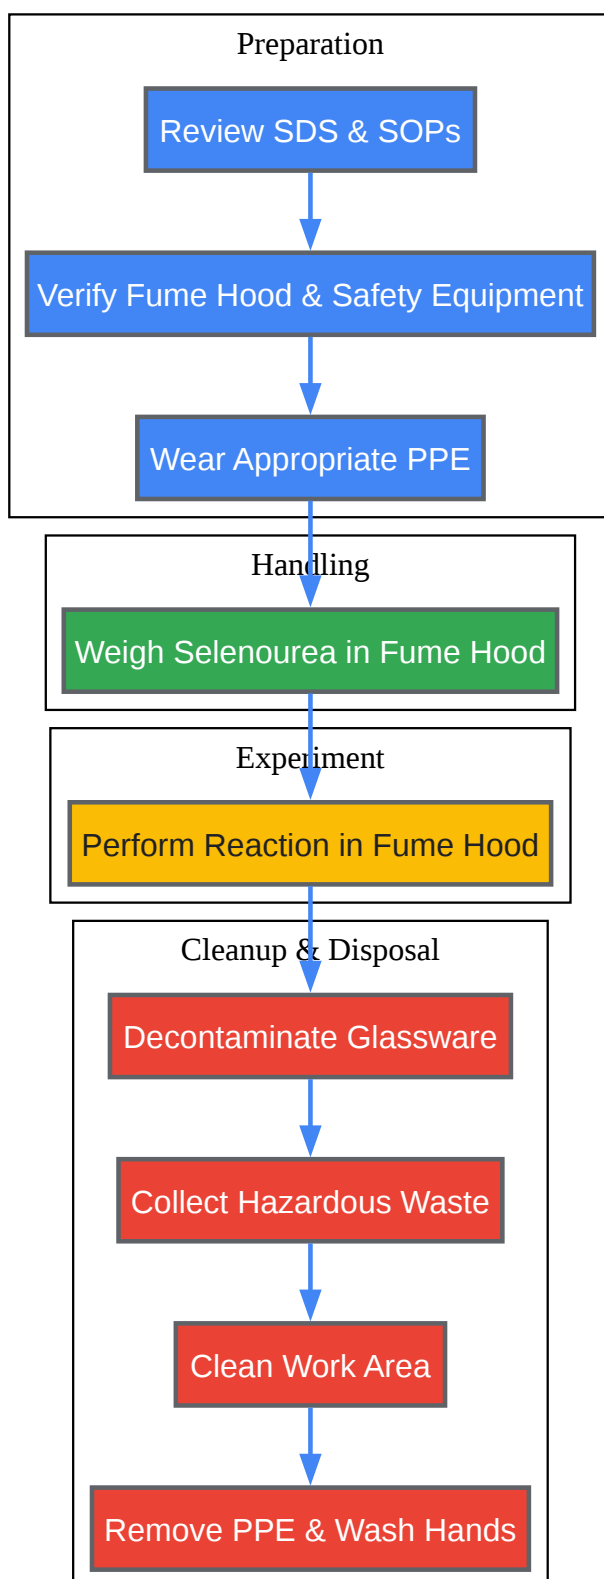 Preparation
Review SDS & SOPs
Verify Fume Hood & Safety Equipment
Wear Appropriate PPE
Handling
Weigh Selenourea in Fume Hood
Experiment
Perform Reaction in Fume Hood
Cleanup & Disposal
Decontaminate Glassware
Collect Hazardous Waste
Clean Work Area
Remove PPE & Wash Hands